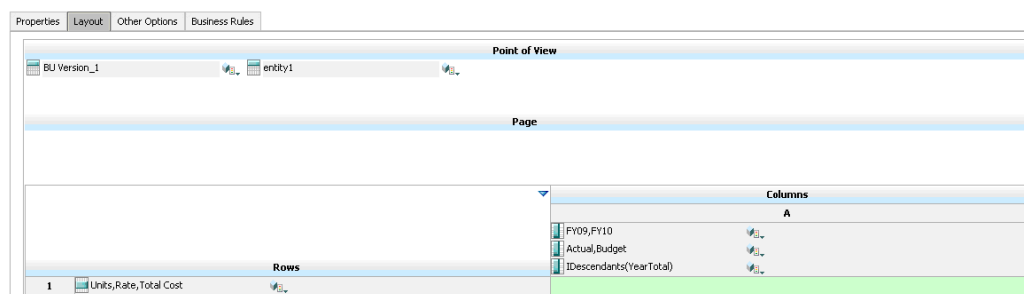 Properties Layout Other Options Business Rules
Point of View
BU Version_1 entity1
Page
Columns
A
FY09,FY10
Actual,Budget
IDescendants(YearTotal)
Rows
1 Units,Rate,Total Cost